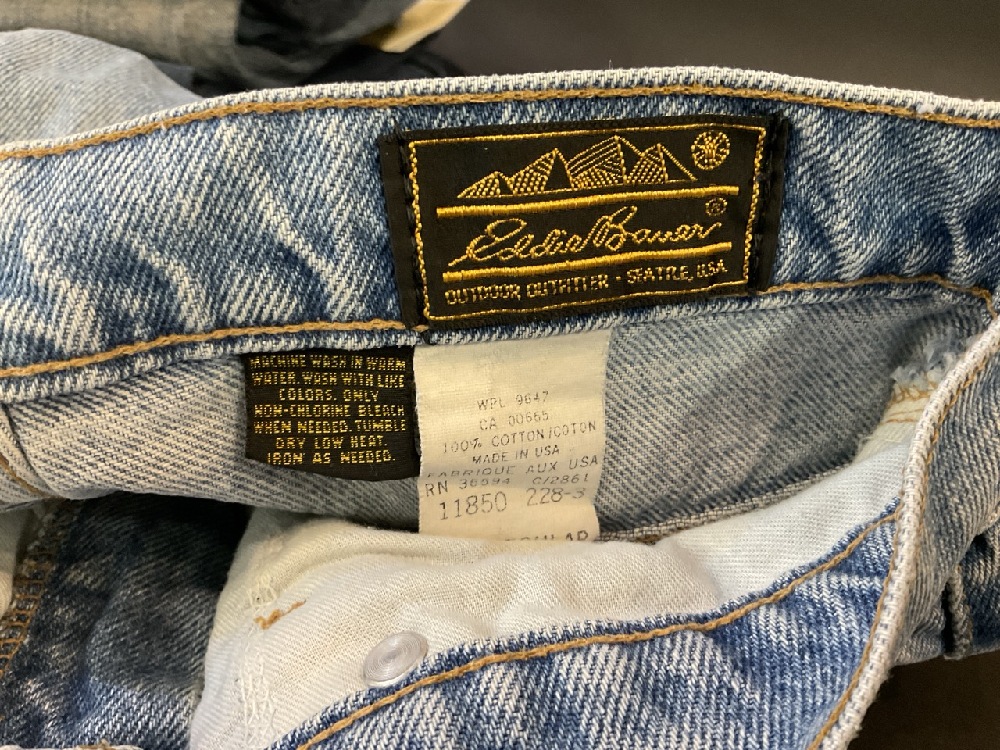 Eddie Bauer ®
OUTDOOR OUTFITTER • SEATTLE, USA
MACHINE WASH IN WARM
WATER. WASH WITH LIKE
COLORS. ONLY
NON-CHLORINE BLEACH
WHEN NEEDED. TUMBLE
DRY LOW HEAT.
IRON AS NEEDED.
WPL 9647
CA 00665
100% COTTON/COTON
MADE IN USA
FABRIQUE AUX USA
RN 36994 C/2861
11850 228-3